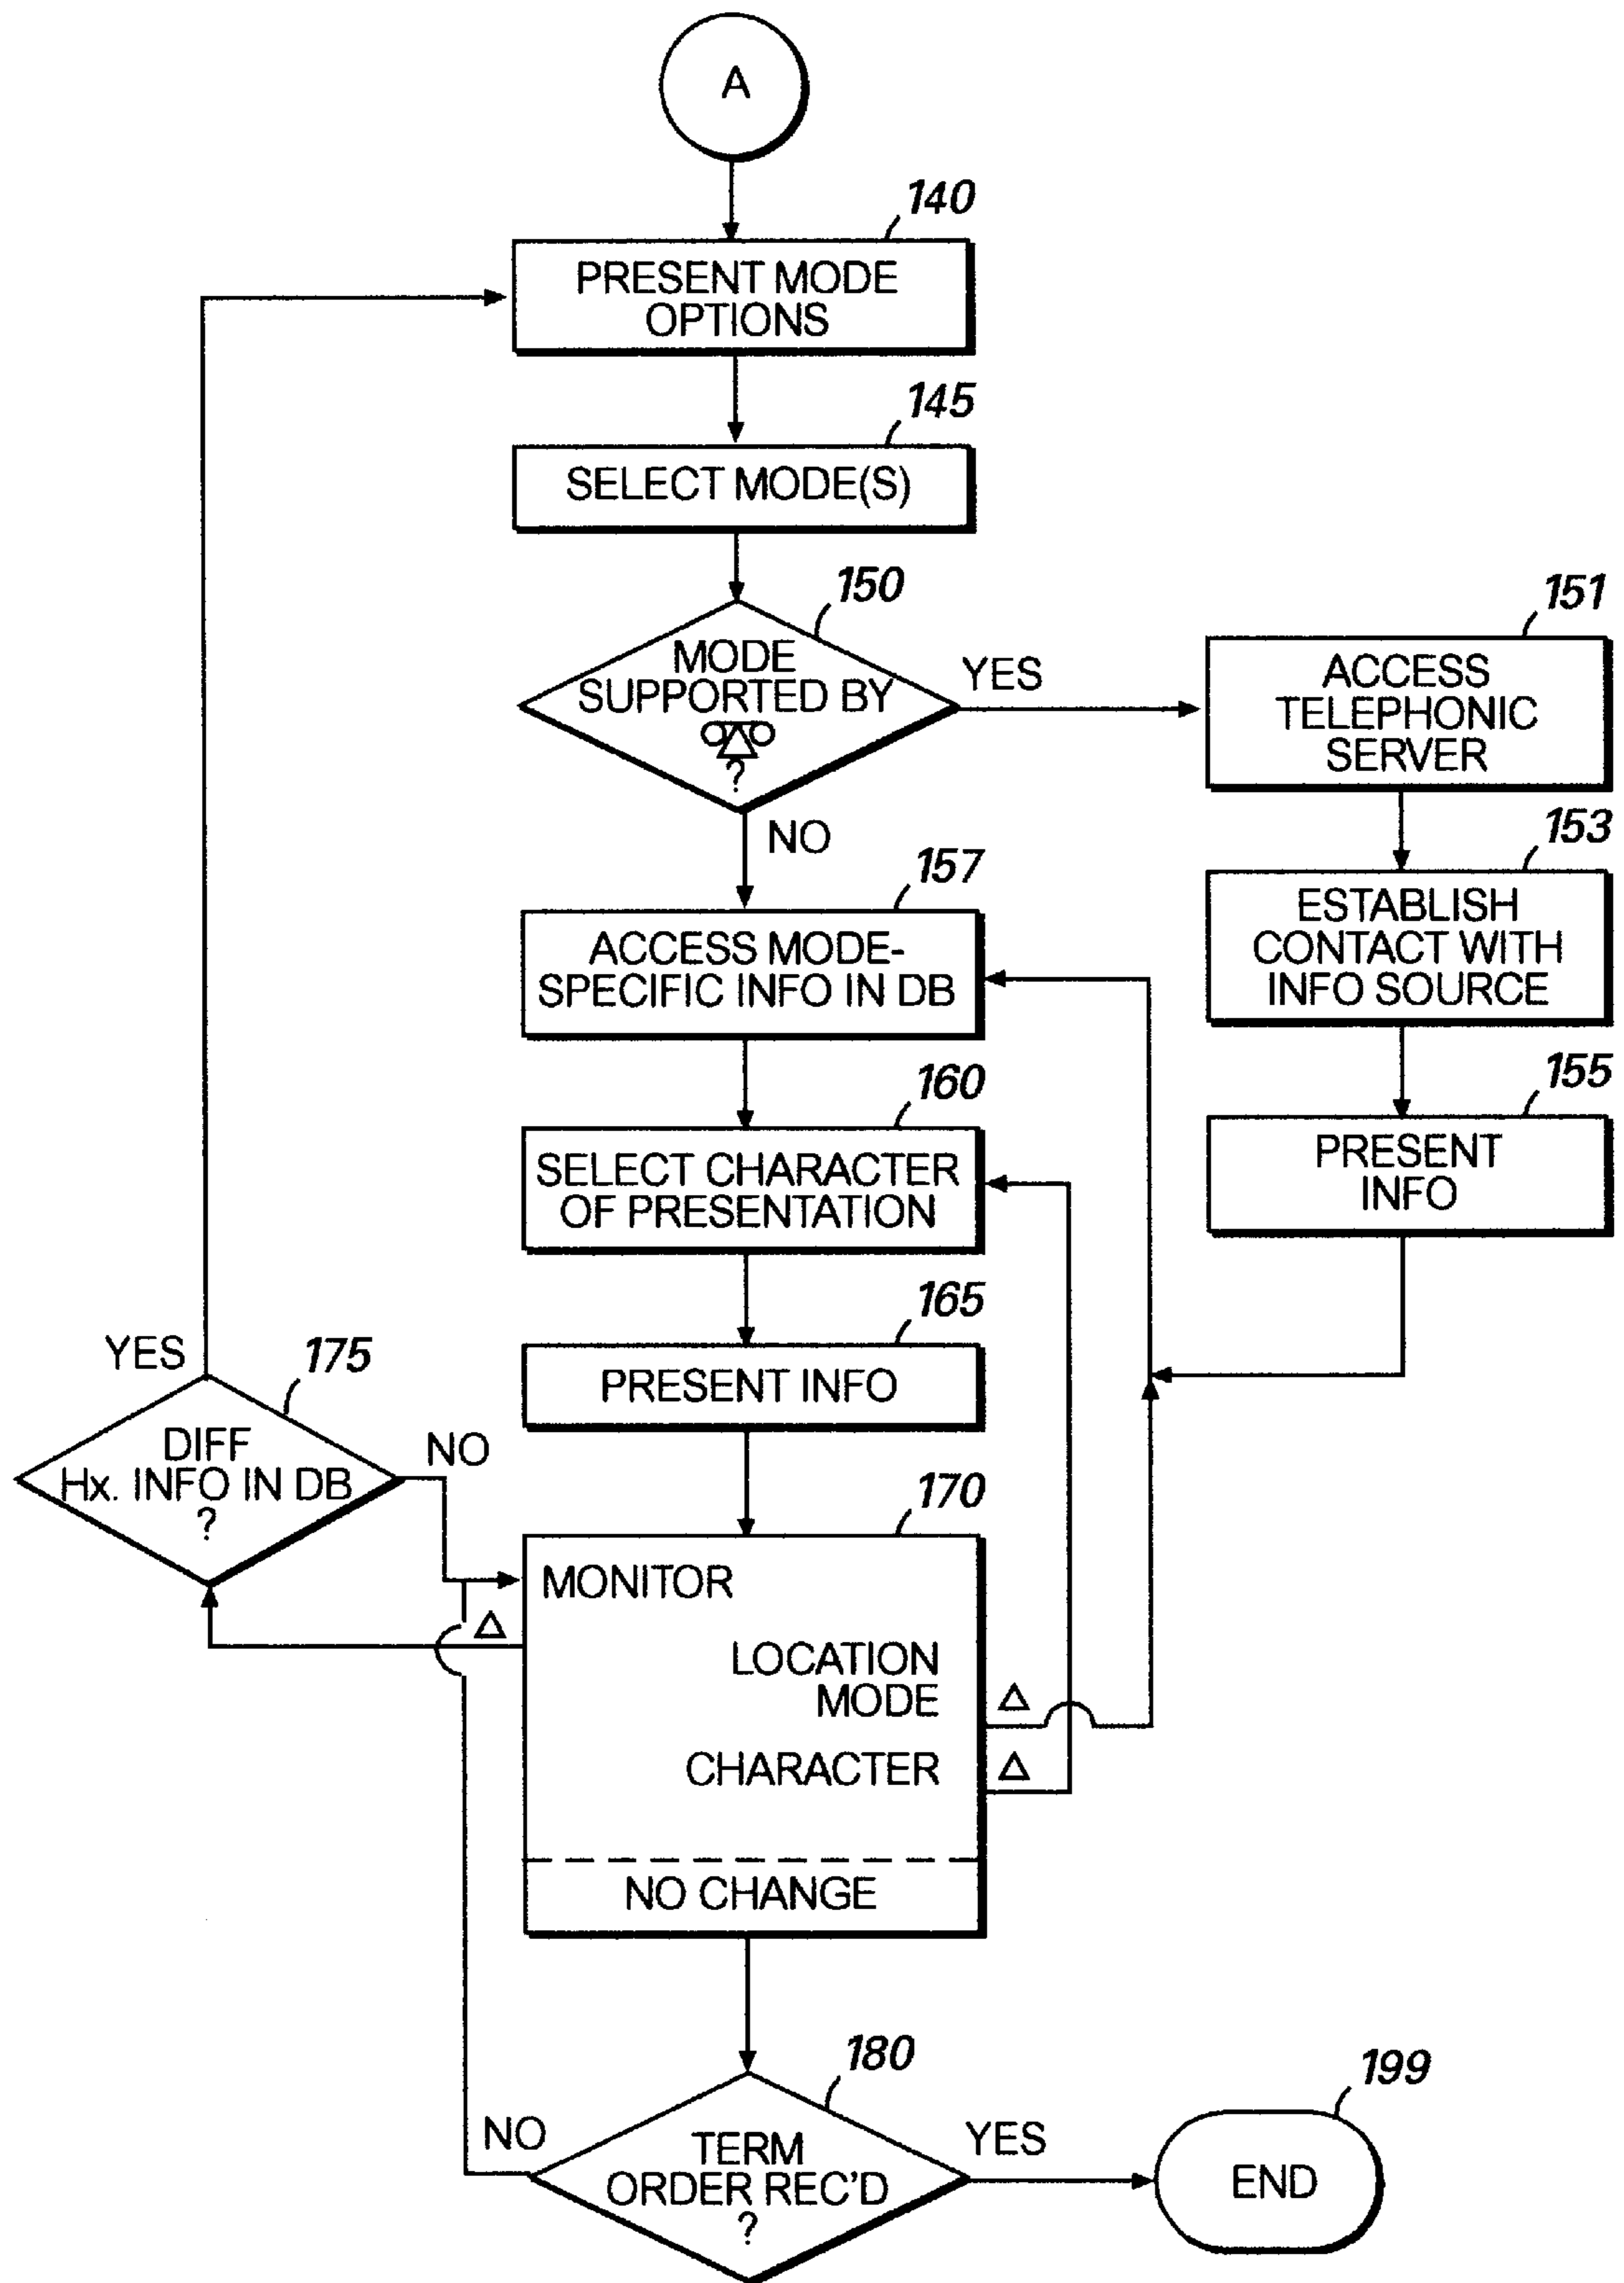 A
140
PRESENT MODE
OPTIONS
145
SELECT MODE(S)
150
MODE
SUPPORTED BY
?
YES
NO
151
ACCESS
TELEPHONIC
SERVER
153
ESTABLISH
CONTACT WITH
INFO SOURCE
155
PRESENT
INFO
157
ACCESS MODE-
SPECIFIC INFO IN DB
160
SELECT CHARACTER
OF PRESENTATION
165
PRESENT INFO
YES
175
DIFF
Hx. INFO IN DB
?
NO
170
MONITOR
Δ
LOCATION
MODE
Δ
CHARACTER
Δ
NO CHANGE
180
TERM
ORDER REC'D
?
NO
YES
199
END